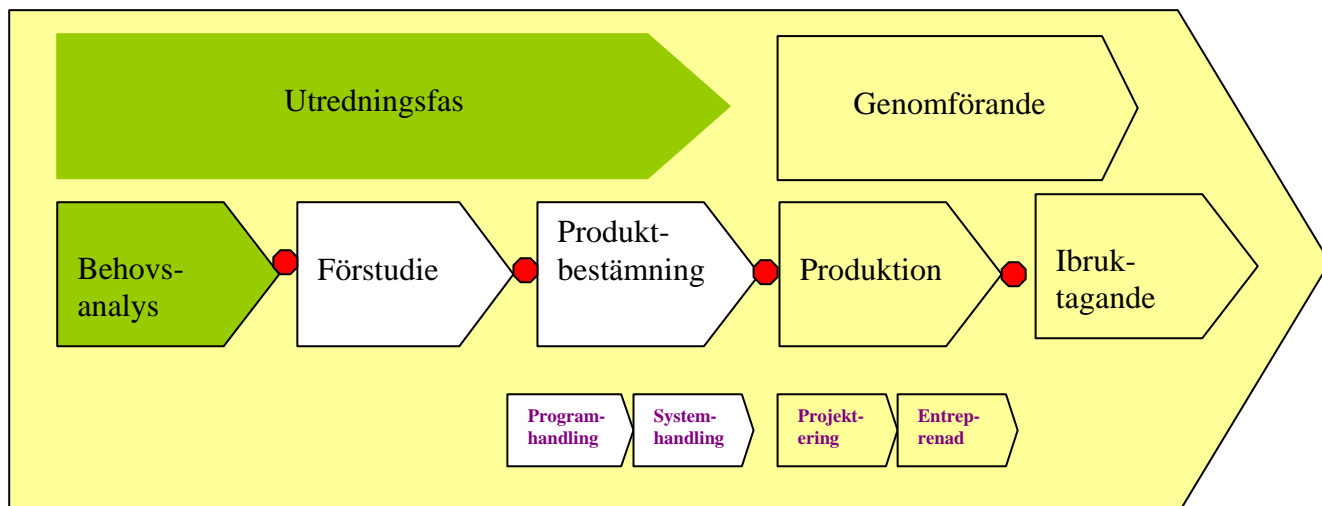 Utredningsfas
Genomförande
Behovs-
analys
Förstudie
Produkt-
bestämning
Produktion
Ibruk-
tagande
Program-
handling
System-
handling
Projekt-
ering
Entrep-
renad